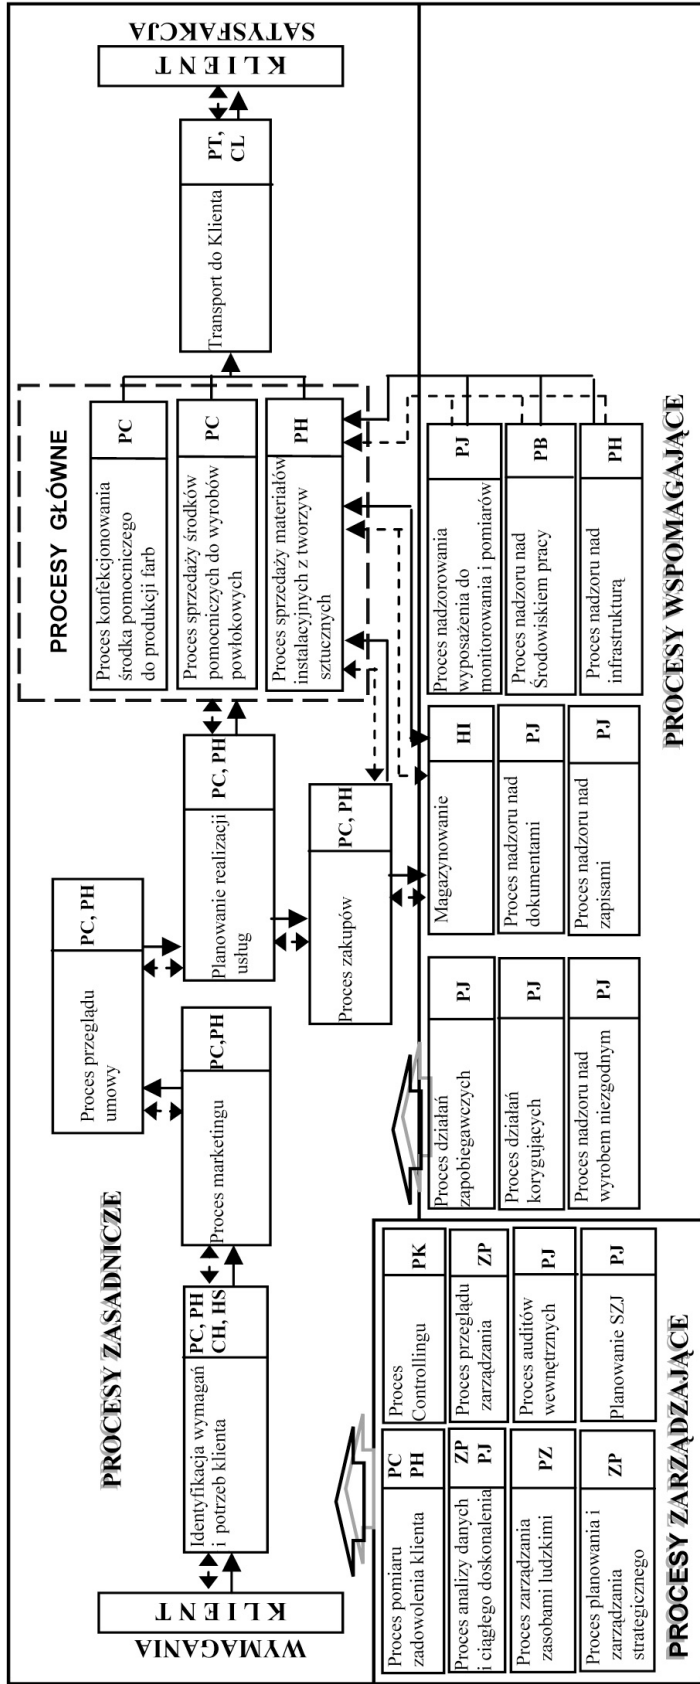 PROCESY ZASADNICZE
WYMAGANIA
KLIENT
Identyfikacja wymagań
i potrzeb klienta
PC, PH
CH, HS
Proces marketingu
PC,PH
Proces przeglądu
umowy
PC, PH
Planowanie realizacji
usług
PC, PH
Proces zakupów
PC, PH
PROCESY GŁÓWNE
Proces konfekcjonowania
środka pomocniczego
do produkcji farb
PC
Proces sprzedaży środków
pomocniczych do wyrobów
powłokowych
PC
Proces sprzedaży materiałów
instalacyjnych z tworzyw
sztucznych
PH
Transport do Klienta
PT,
CL
KLIENT
SATYSFAKCJA
Proces pomiaru
zadowolenia klienta
PC
PH
Proces analizy danych
i ciągłego doskonalenia
ZP
PJ
Proces zarządzania
zasobami ludzkimi
PZ
Proces planowania i
zarządzania
strategicznego
ZP
Proces
Controllingu
PK
Proces przeglądu
zarządzania
ZP
Proces auditów
wewnętrznych
PJ
Planowanie SZJ
PJ
PROCESY ZARZĄDZAJĄCE
Proces działań
zapobiegawczych
PJ
Proces działań
korygujących
PJ
Proces nadzoru nad
wyrobem niezgodnym
PJ
Magazynowanie
HI
Proces nadzoru nad
dokumentami
PJ
Proces nadzoru nad
zapisami
PJ
Proces nadzorowania
wyposażenia do
monitorowania i pomiarów
PJ
Proces nadzoru nad
Środowiskiem pracy
PB
Proces nadzoru nad
infrastrukturą
PH
PROCESY WSPOMAGAJĄCE